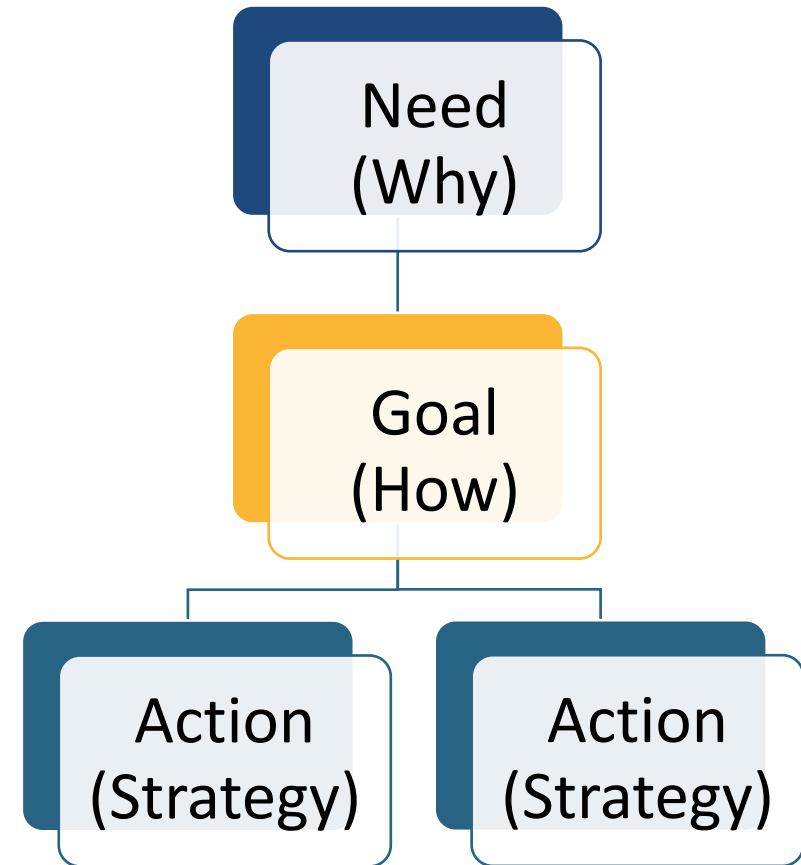 Need
(Why)
Goal
(How)
Action
(Strategy)
Action
(Strategy)